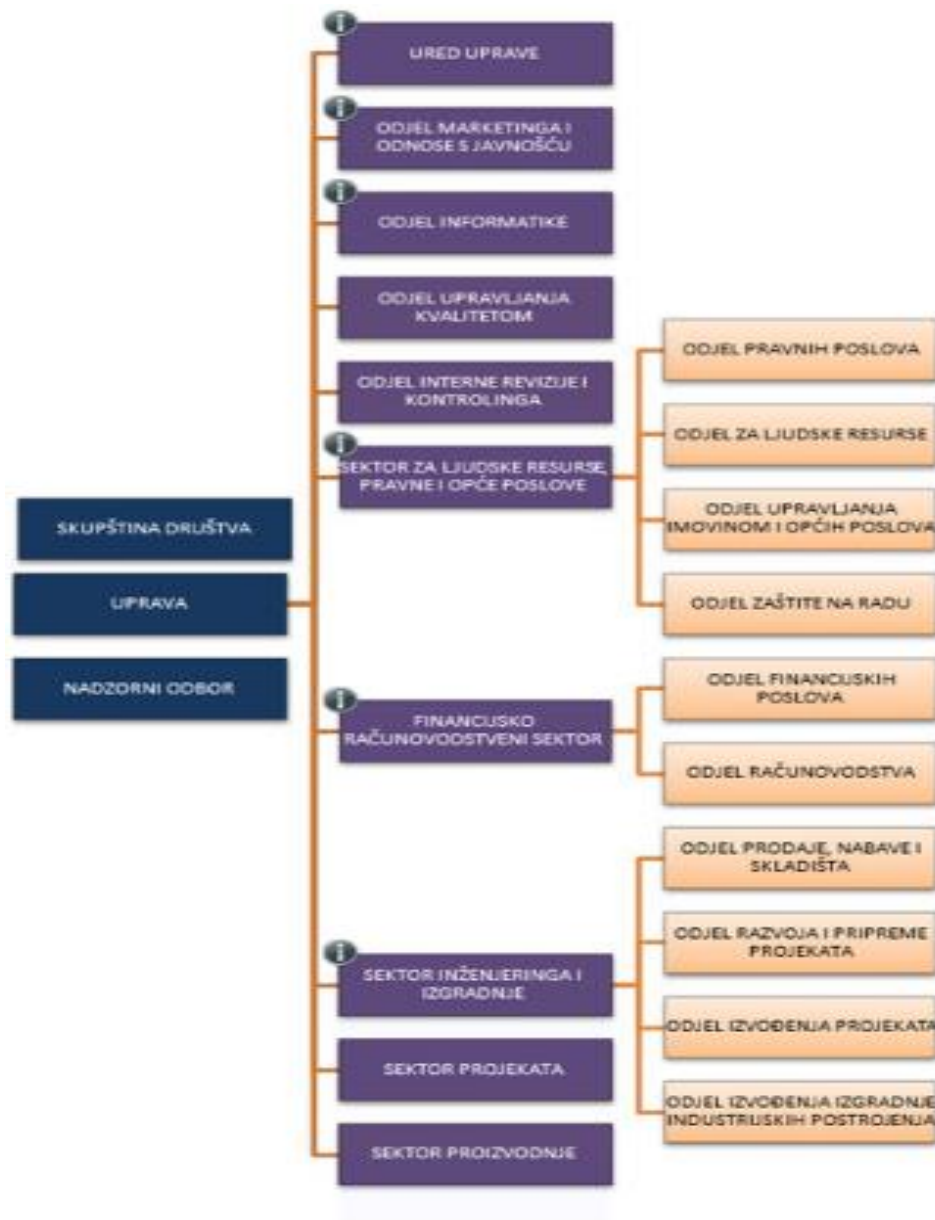 SKUPŠTINA DRUŠTVA
UPRAVA
NADZORNI ODBOR
URED UPRAVE
ODJEL MARKETINGA I
ODNOSE S JAVNOŠĆU
ODJEL INFORMATIKE
ODJEL UPRAVLJANJA
KVALITETOM
ODJEL INTERNE REVIZIJE I
KONTROLINGA
SEKTOR ZA LJUDSKE RESURSE,
PRAVNE I OPĆE POSLOVE
ODJEL PRAVNIH POSLOVA
ODJEL ZA LJUDSKE RESURSE
ODJEL UPRAVLJANJA
IMOVINOM I OPĆIH POSLOVA
ODJEL ZAŠTITE NA RADU
FINANCIJSKO
RAČUNOVODSTVENI SEKTOR
ODJEL FINANCIJSKIH
POSLOVA
ODJEL RAČUNOVODSTVA
SEKTOR INŽENJERINGA I
IZGRADNJE
ODJEL PRODAJE, NABAVE I
SKLADIŠTA
ODJEL RAZVOJA I PRIPREME
PROJEKATA
ODJEL IZVOĐENJA PROJEKATA
ODJEL IZVOĐENJA IZGRADNJE
INDUSTRIJSKIH POSTROJENJA
SEKTOR PROJEKATA
SEKTOR PROIZVODNJE